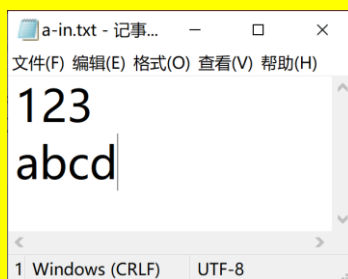 a-in.txt - 记事...
文件(F) 编辑(E) 格式(O) 查看(V) 帮助(H)
123
abcd
1 Windows (CRLF) UTF-8